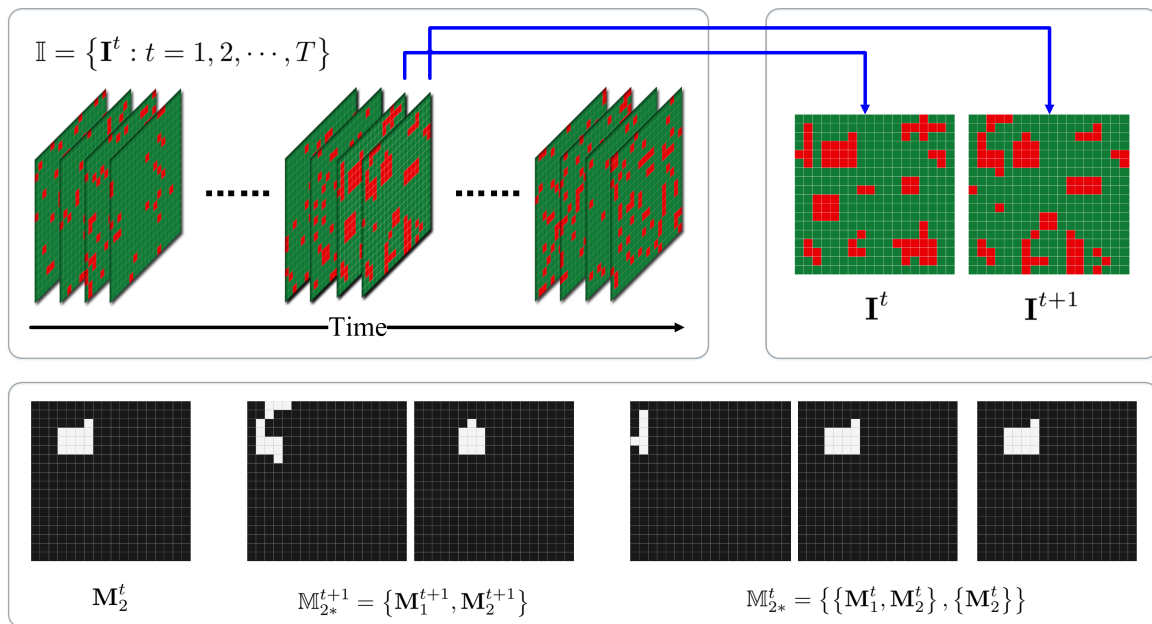 𝕀 = {𝐈^t : t = 1, 2, ⋯, T}
Time
𝐈^t
𝐈^{t+1}
𝐌_2^t
𝕄_{2*}^{t+1} = {𝐌_1^{t+1}, 𝐌_2^{t+1}}
𝕄_{2*}^t = {{𝐌_1^t, 𝐌_2^t}, {𝐌_2^t}}